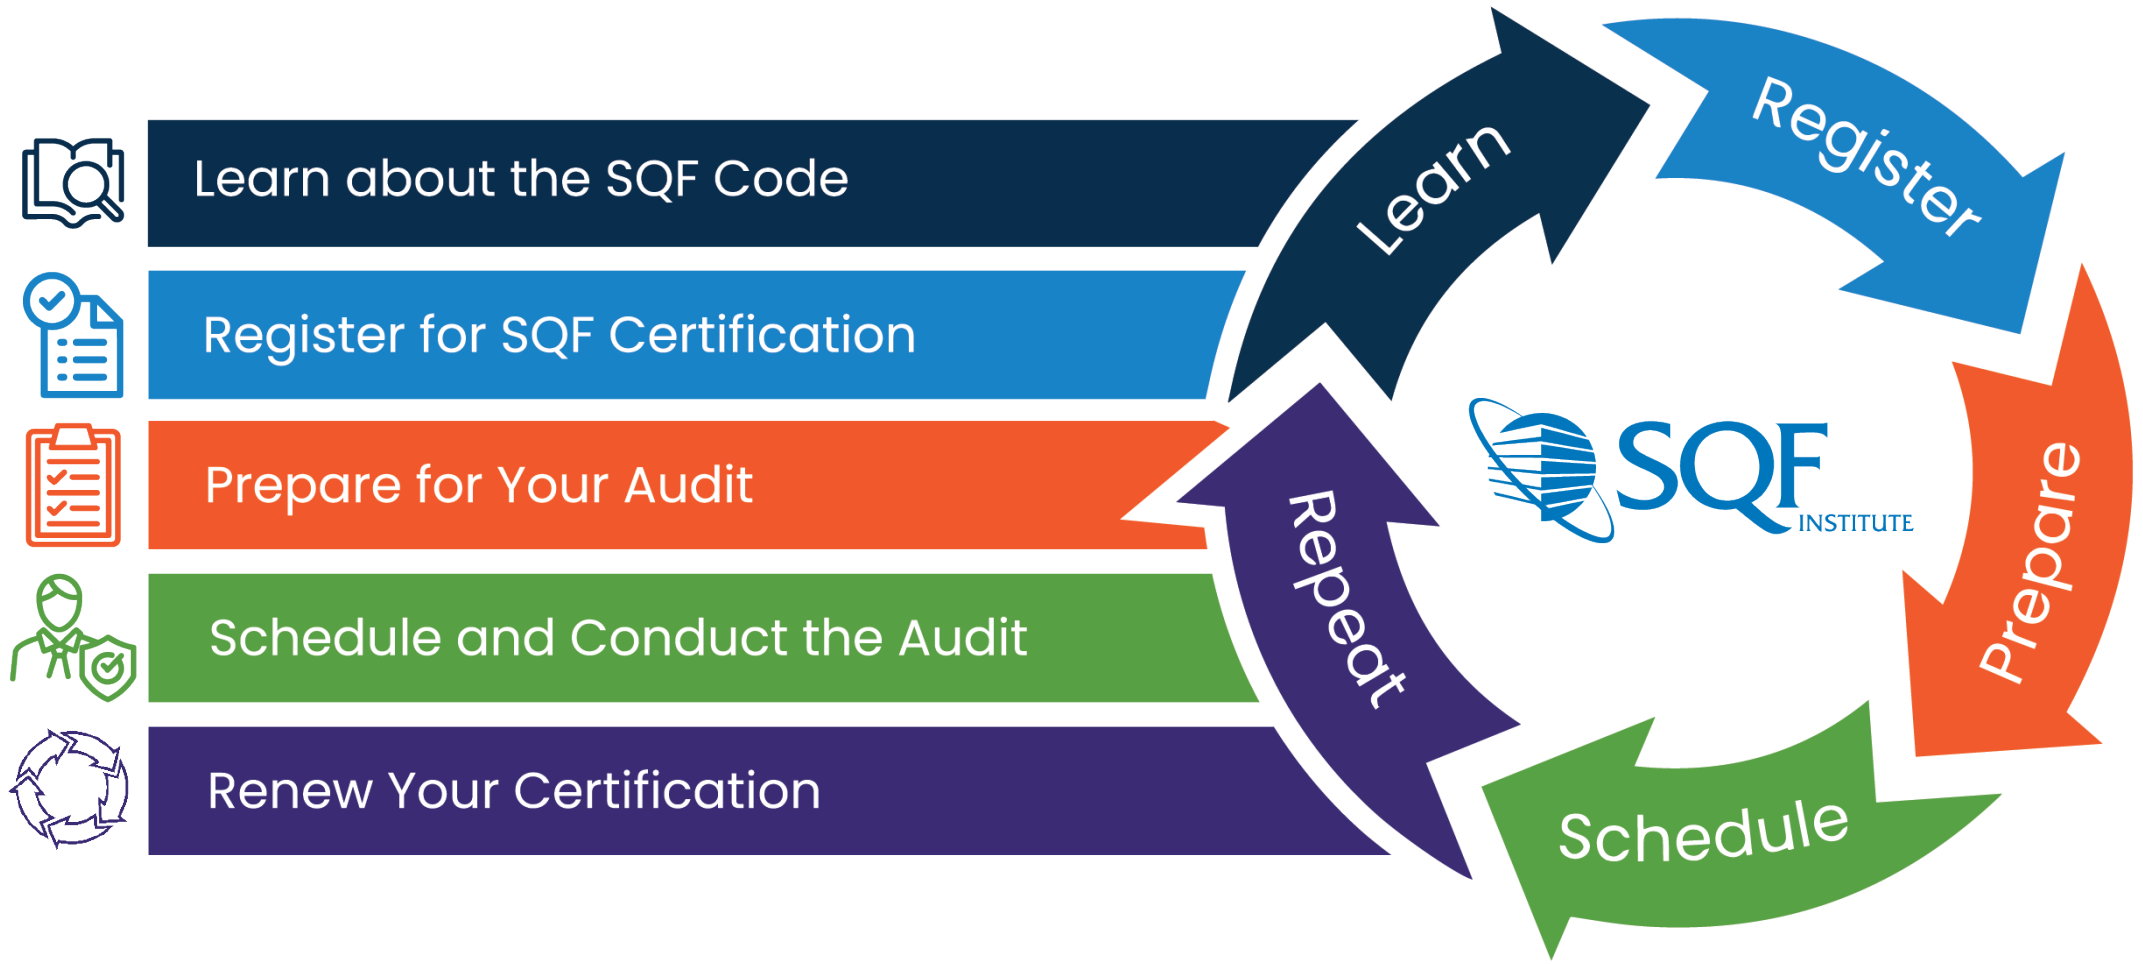 Learn about the SQF Code
Register for SQF Certification
Prepare for Your Audit
Schedule and Conduct the Audit
Renew Your Certification
Learn
Register
Prepare
Schedule
Repeat
SQF
INSTITUTE